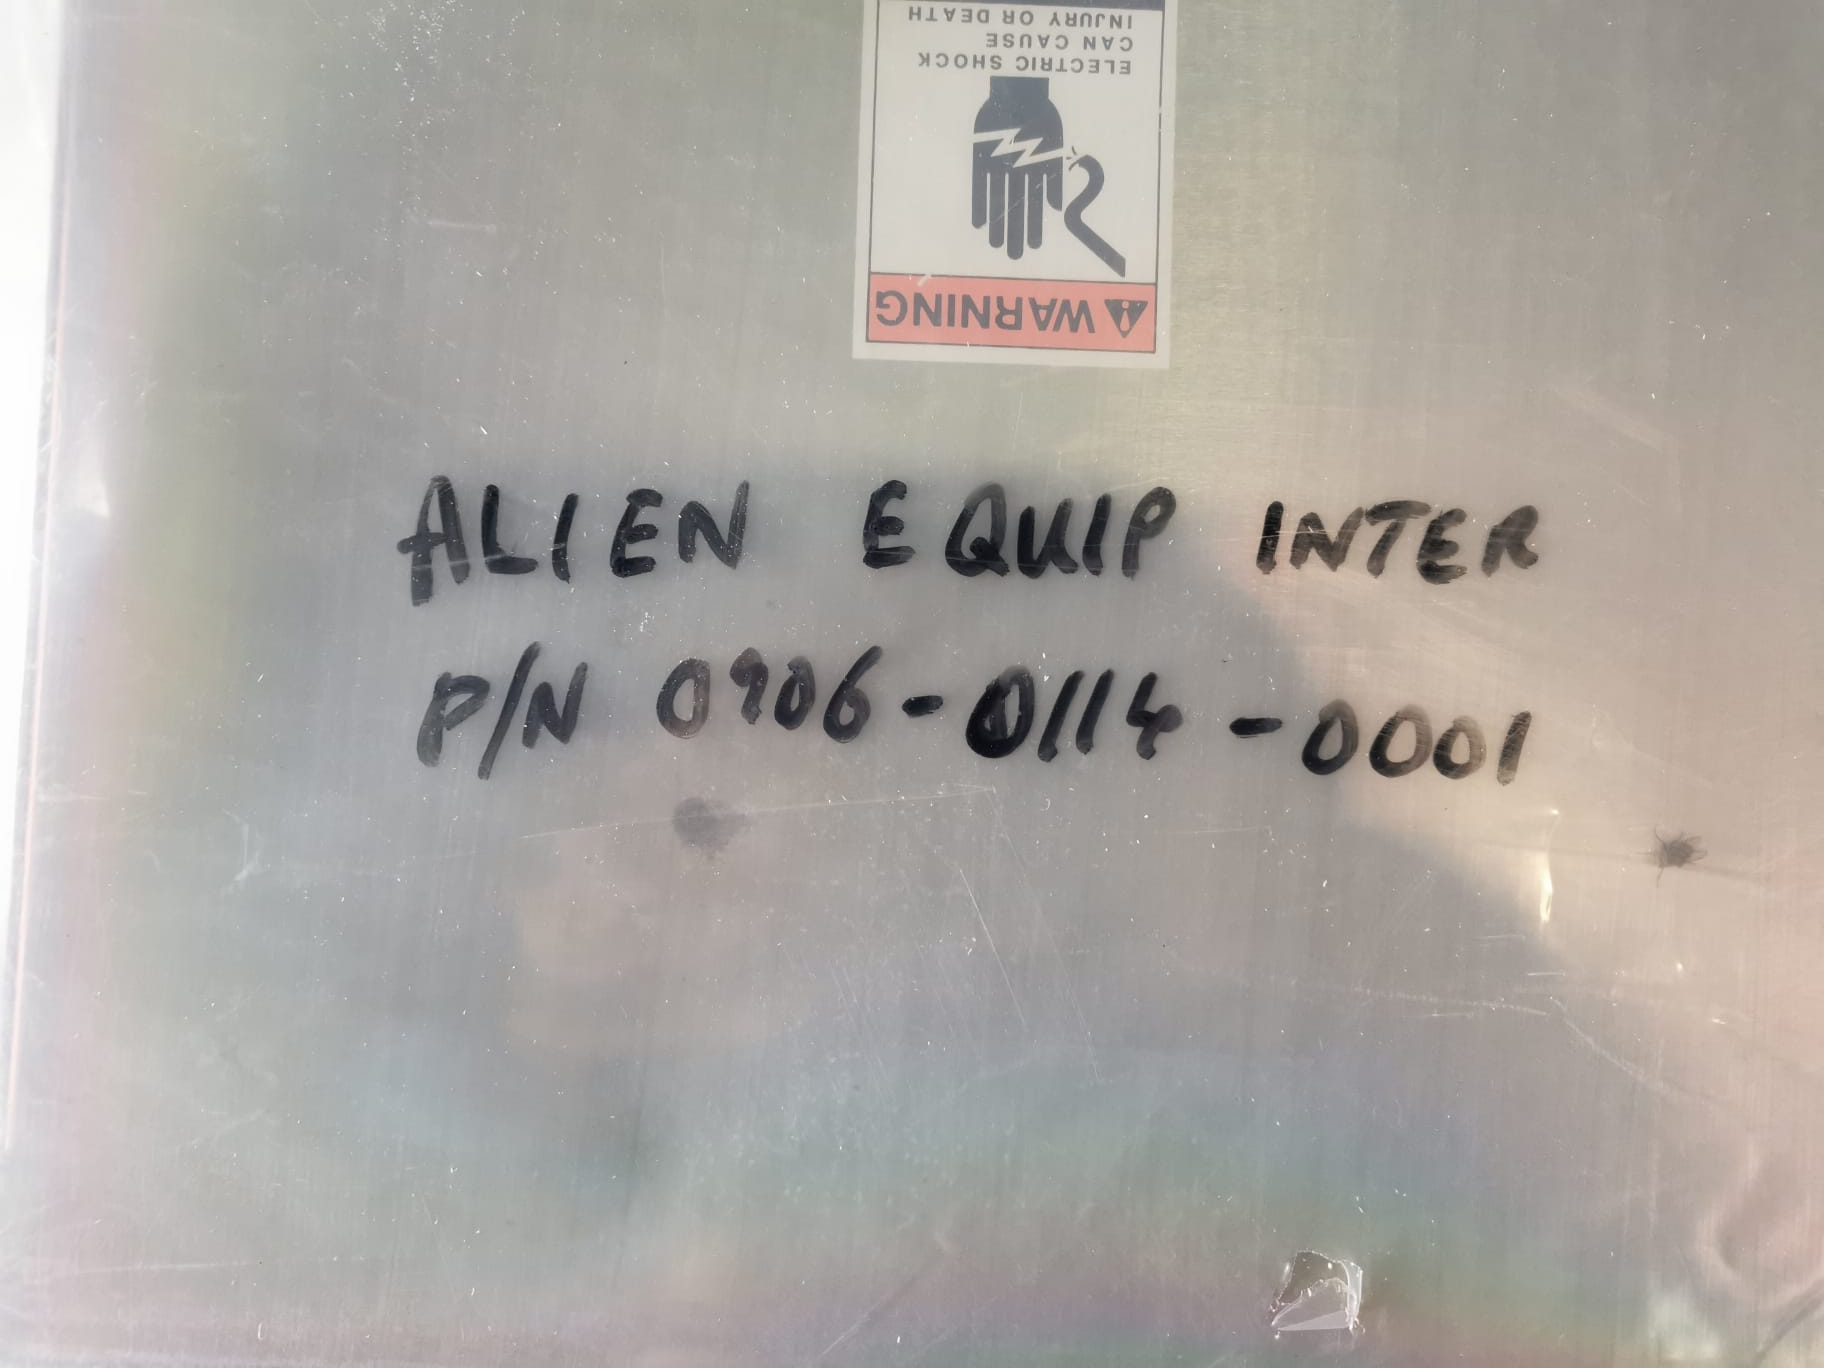 ⚠ WARNING
ELECTRIC SHOCK
CAN CAUSE
INJURY OR DEATH
ALIEN EQUIP INTER
P/N 0906-0114-0001